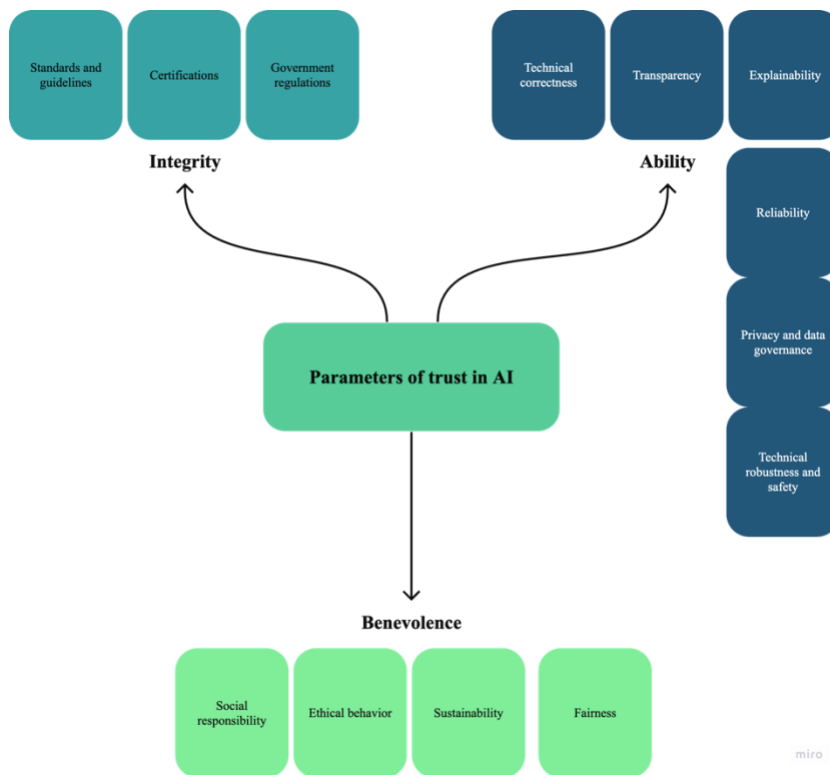 Standards and
guidelines
Certifications
Government
regulations
Technical
correctness
Transparency
Explainability
Integrity
Ability
Reliability
Privacy and data
governance
Parameters of trust in AI
Technical
robustness and
safety
Benevolence
Social
responsibility
Ethical behavior
Sustainability
Fairness
miro